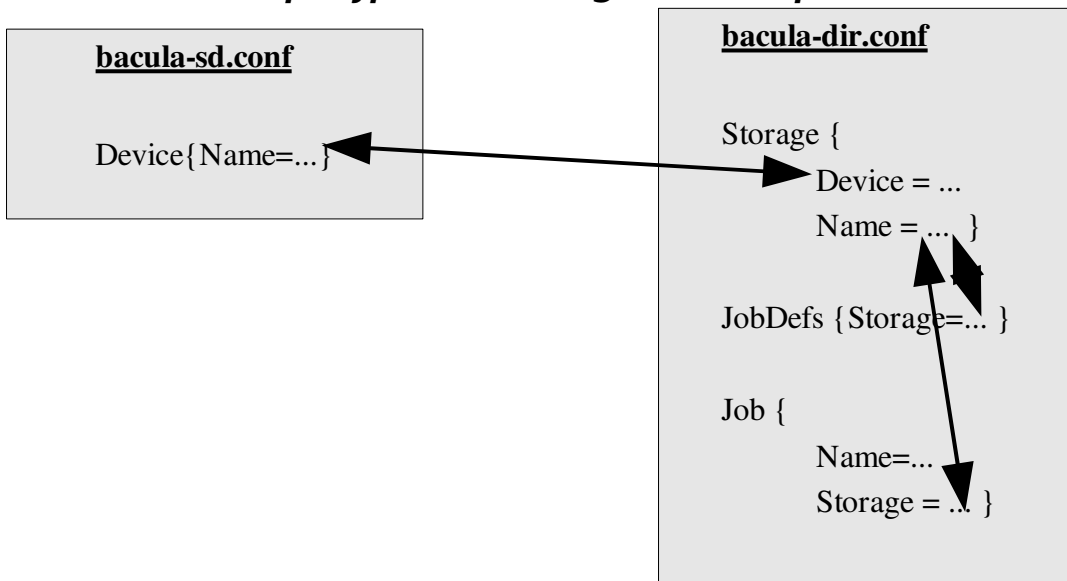 bacula-sd.conf
Device{Name=...}
bacula-dir.conf
Storage {
Device = ...
Name = ... }
JobDefs {Storage=... }
Job {
Name=...
Storage = ... }